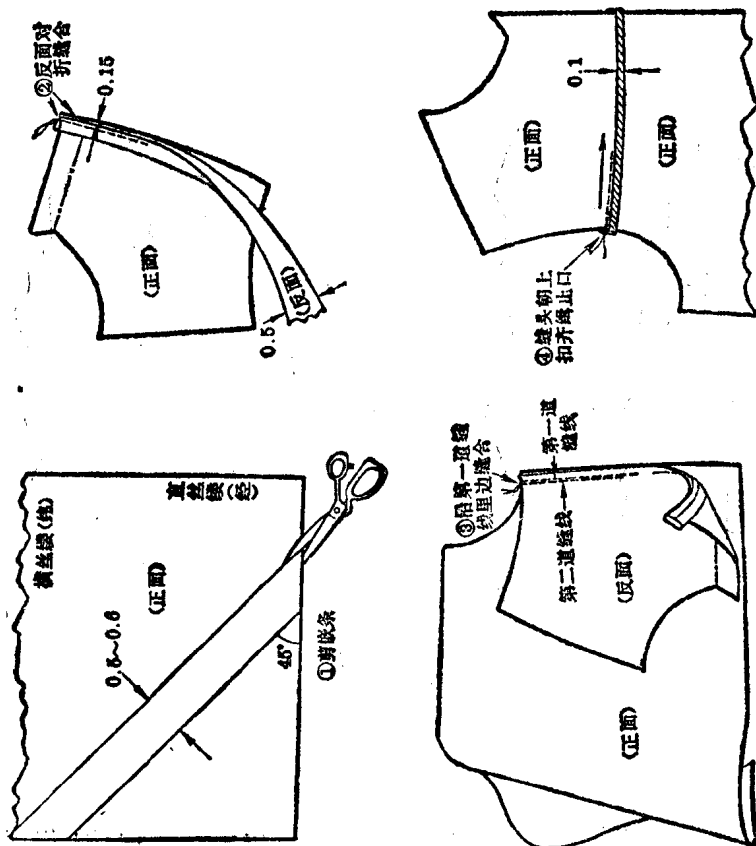 横丝缕(纬)
直丝缕(经)
(正面)
0.5~0.6
45°
①剪嵌条
②反面对
折缝合
0.15
(正面)
0.5
(反面)
③沿第一道缝
线里边缝合
第一道
缝线
第二道缝线
(反面)
(正面)
④缝头朝上
扣齐缉止口
(正面)
0.1
(正面)